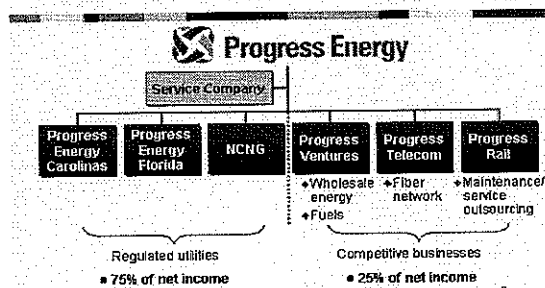 Progress Energy
Service Company
Progress
Energy
Carolinas
Progress
Energy
Florida
NCNG
Progress
Ventures
Progress
Telecom
Progress
Rail
Wholesale
energy
Fuels
Fiber
network
Maintenance/
service
outsourcing
Regulated utilities
75% of net income
Competitive businesses
25% of net income